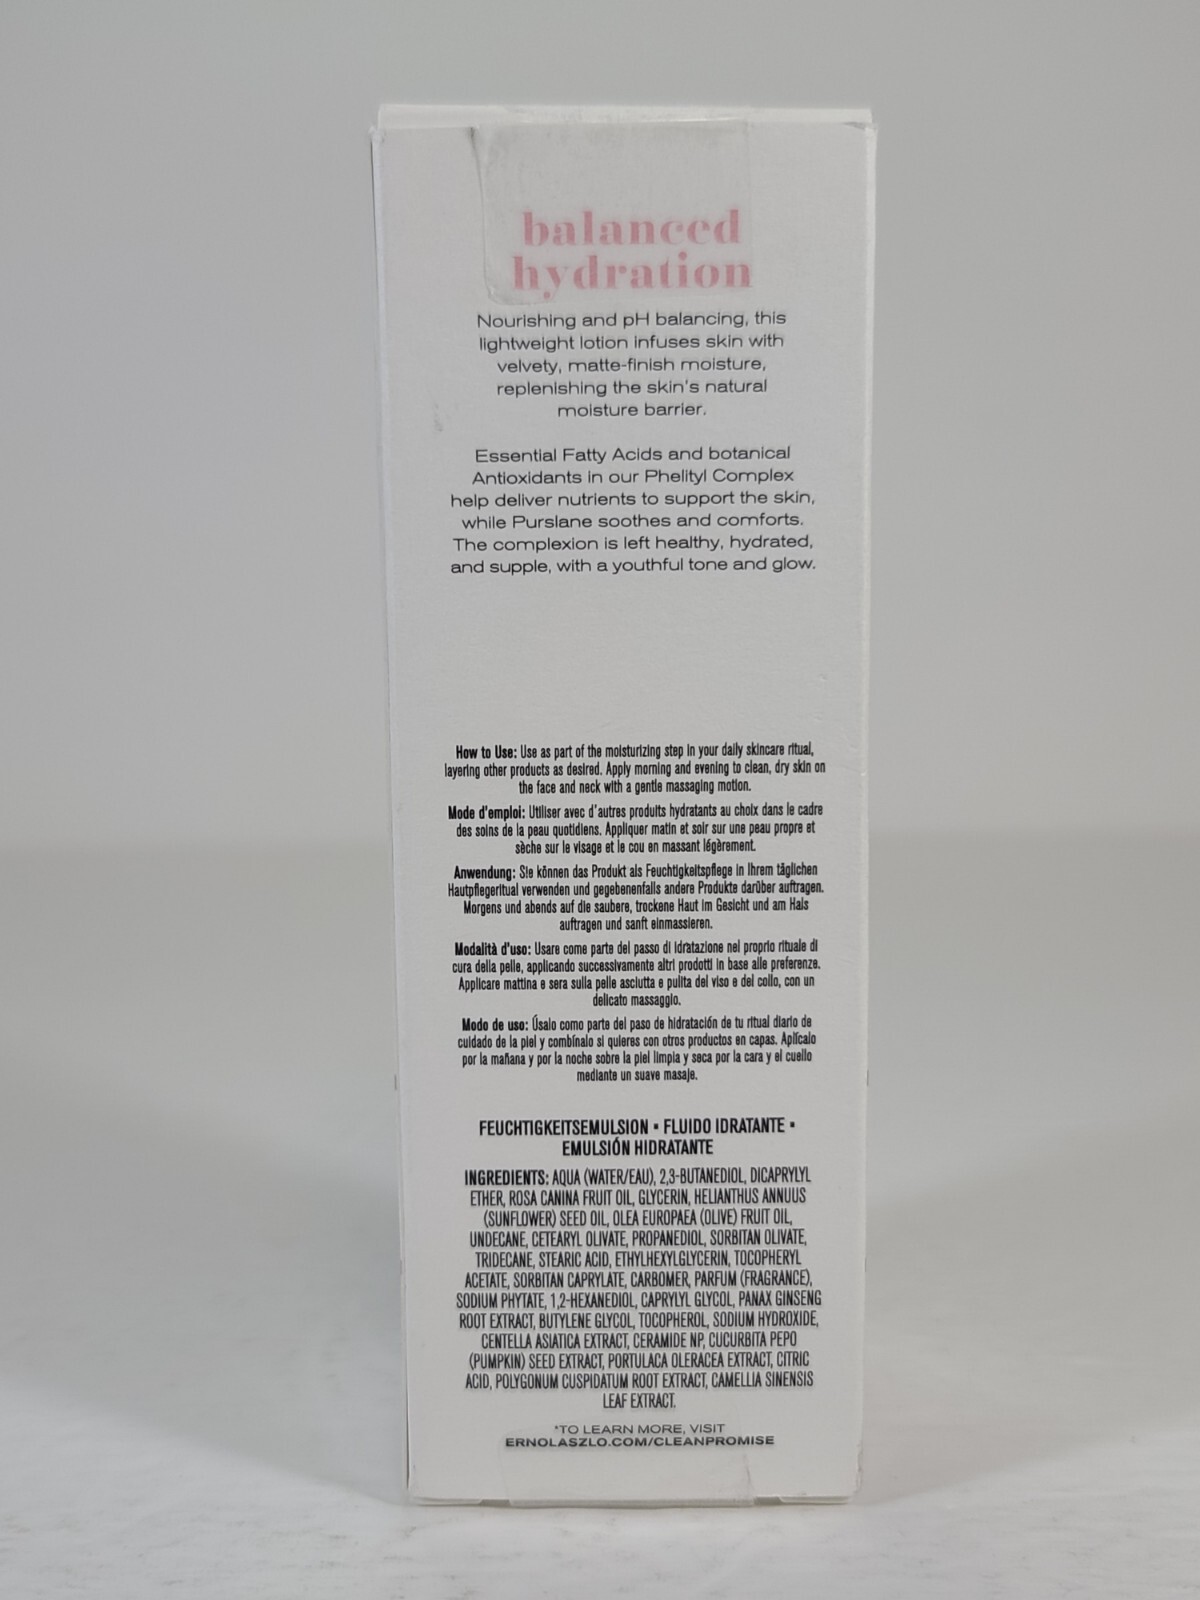 balanced
hydration
Nourishing and pH balancing, this
lightweight lotion infuses skin with
velvety, matte-finish moisture,
replenishing the skin's natural
moisture barrier.
Essential Fatty Acids and botanical
Antioxidants in our Phelityl Complex
help deliver nutrients to support the skin,
while Purslane soothes and comforts.
The complexion is left healthy, hydrated,
and supple, with a youthful tone and glow.
How to Use: Use as part of the moisturizing step in your daily skincare ritual,
layering other products as desired. Apply morning and evening to clean, dry skin on
the face and neck with a gentle massaging motion.
Mode d'emploi: Utiliser avec d'autres produits hydratants au choix dans le cadre
des soins de la peau quotidiens. Appliquer matin et soir sur une peau propre et
sèche sur le visage et le cou en massant légèrement.
Anwendung: Sie können das Produkt als Feuchtigkeitspflege in Ihrem täglichen
Hautpflegeritual verwenden und gegebenenfalls andere Produkte darüber auftragen.
Morgens und abends auf die saubere, trockene Haut im Gesicht und am Hals
auftragen und sanft einmassieren.
Modalità d'uso: Usare come parte del passo di idratazione nel proprio rituale di
cura della pelle, applicando successivamente altri prodotti in base alle preferenze.
Applicare mattina e sera sulla pelle asciutta e pulita del viso e del collo, con un
delicato massaggio.
Modo de uso: Úsalo como parte del paso de hidratación de tu ritual diario de
cuidado de la piel y combínalo si quieres con otros productos en capas. Aplícalo
por la mañana y por la noche sobre la piel limpia y seca por la cara y el cuello
mediante un suave masaje.
FEUCHTIGKEITSEMULSION ▪ FLUIDO IDRATANTE ▪
EMULSIÓN HIDRATANTE
INGREDIENTS: AQUA (WATER/EAU), 2,3-BUTANEDIOL, DICAPRYLYL
ETHER, ROSA CANINA FRUIT OIL, GLYCERIN, HELIANTHUS ANNUUS
(SUNFLOWER) SEED OIL, OLEA EUROPAEA (OLIVE) FRUIT OIL,
UNDECANE, CETEARYL OLIVATE, PROPANEDIOL, SORBITAN OLIVATE,
TRIDECANE, STEARIC ACID, ETHYLHEXYLGLYCERIN, TOCOPHERYL
ACETATE, SORBITAN CAPRYLATE, CARBOMER, PARFUM (FRAGRANCE),
SODIUM PHYTATE, 1,2-HEXANEDIOL, CAPRYLYL GLYCOL, PANAX GINSENG
ROOT EXTRACT, BUTYLENE GLYCOL, TOCOPHEROL, SODIUM HYDROXIDE,
CENTELLA ASIATICA EXTRACT, CERAMIDE NP, CUCURBITA PEPO
(PUMPKIN) SEED EXTRACT, PORTULACA OLERACEA EXTRACT, CITRIC
ACID, POLYGONUM CUSPIDATUM ROOT EXTRACT, CAMELLIA SINENSIS
LEAF EXTRACT.
*TO LEARN MORE, VISIT
ERNOLASZLO.COM/CLEANPROMISE